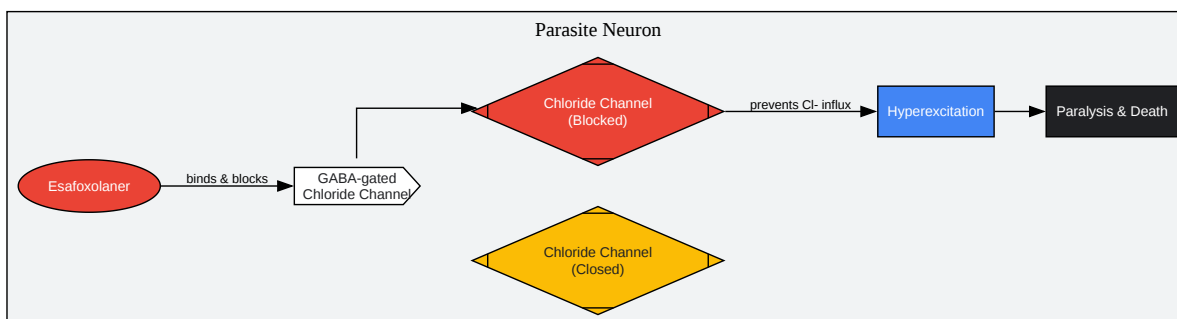 Parasite Neuron
Esafoxolaner
binds & blocks
GABA-gated
Chloride Channel
Chloride Channel
(Blocked)
prevents Cl- influx
Hyperexcitation
Paralysis & Death
Chloride Channel
(Closed)